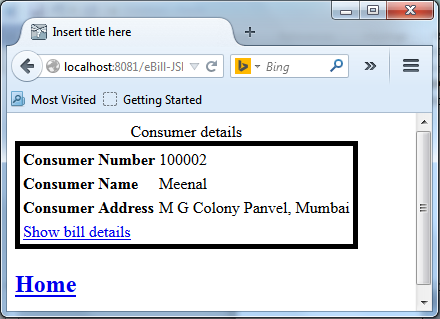 Insert title here
localhost:8081/eBill-JSI
Bing
Most Visited
Getting Started
Consumer details
Consumer Number 100002
Consumer Name Meenal
Consumer Address M G Colony Panvel, Mumbai
Show bill details
Home